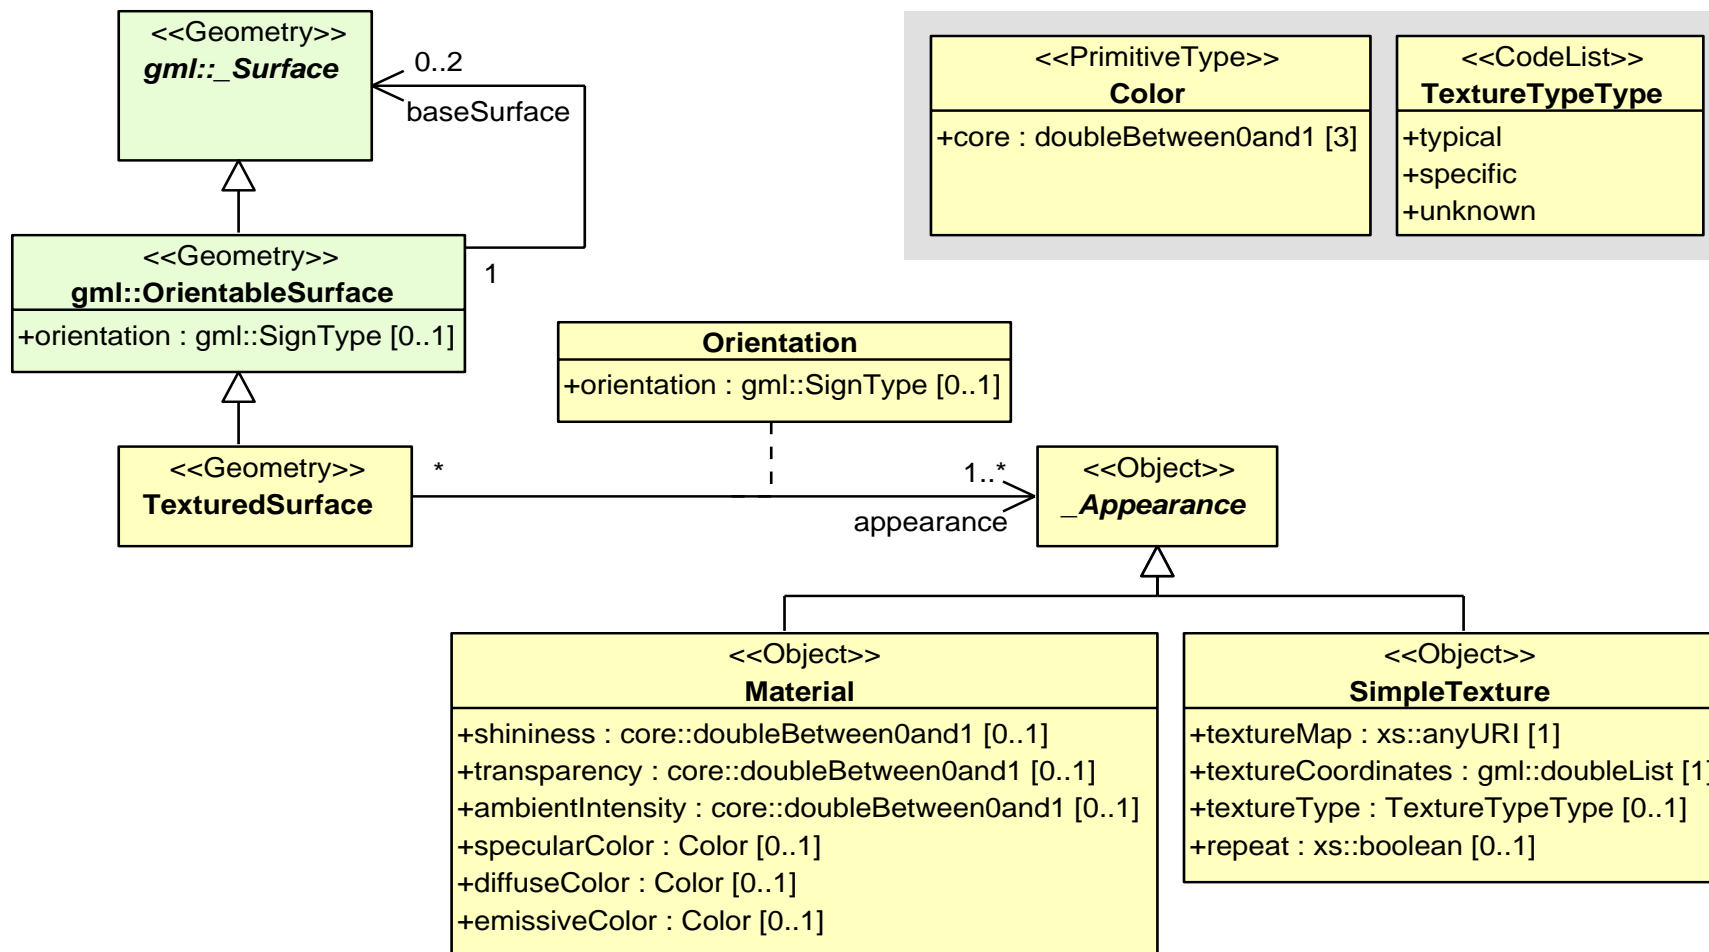 <<Geometry>>
gml::_Surface
0..2
baseSurface
<<PrimitiveType>>
Color
+core : doubleBetween0and1 [3]
<<CodeList>>
TextureTypeType
+typical
+specific
+unknown
<<Geometry>>
gml::OrientableSurface
+orientation : gml::SignType [0..1]
1
Orientation
+orientation : gml::SignType [0..1]
<<Geometry>>
TexturedSurface
*
1..*
appearance
<<Object>>
_Appearance
<<Object>>
Material
+shininess : core::doubleBetween0and1 [0..1]
+transparency : core::doubleBetween0and1 [0..1]
+ambientIntensity : core::doubleBetween0and1 [0..1]
+specularColor : Color [0..1]
+diffuseColor : Color [0..1]
+emissiveColor : Color [0..1]
<<Object>>
SimpleTexture
+textureMap : xs::anyURI [1]
+textureCoordinates : gml::doubleList [1]
+textureType : TextureTypeType [0..1]
+repeat : xs::boolean [0..1]